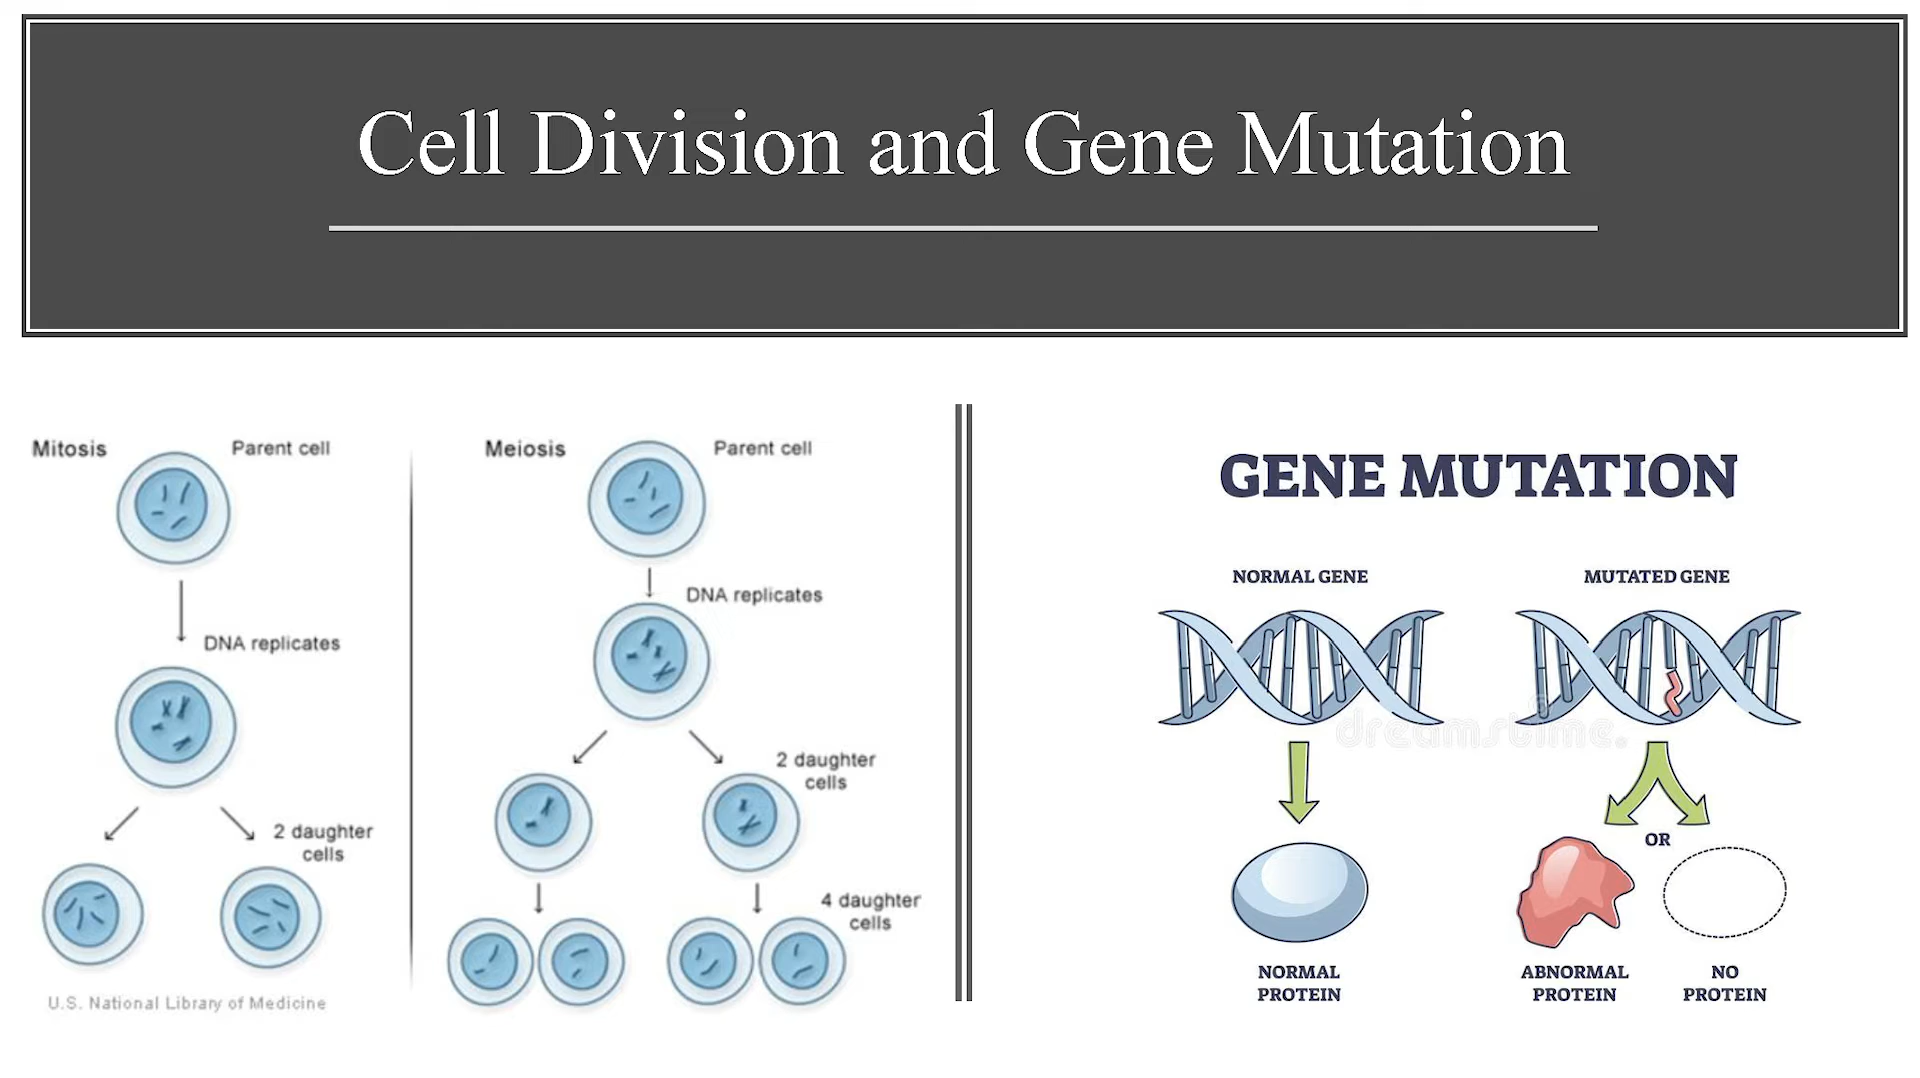 Cell Division and Gene Mutation
Mitosis
Parent cell
DNA replicates
2 daughter
cells
U.S. National Library of Medicine
Meiosis
Parent cell
DNA replicates
2 daughter
cells
4 daughter
cells
GENE MUTATION
NORMAL GENE
MUTATED GENE
dreamstime.
OR
NORMAL
PROTEIN
ABNORMAL
PROTEIN
NO
PROTEIN